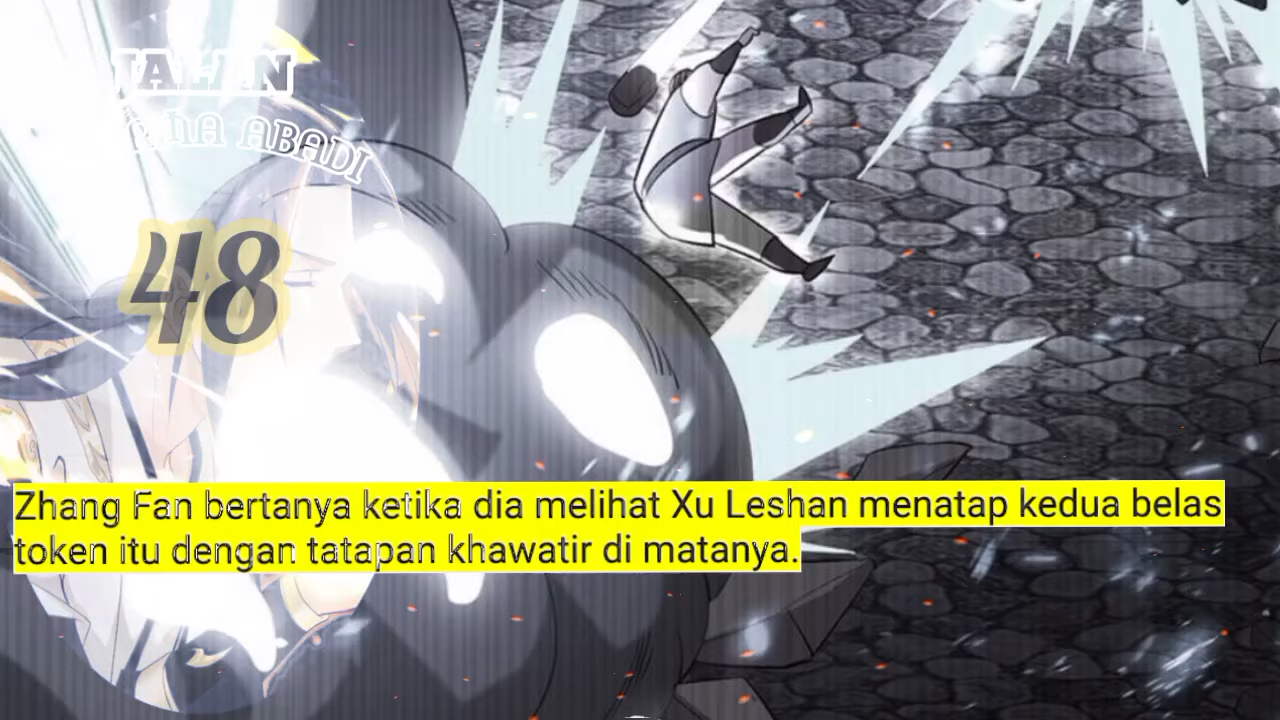 JALAN
ABADI
48
Zhang Fan bertanya ketika dia melihat Xu Leshan menatap kedua belas
token itu dengan tatapan khawatir di matanya.